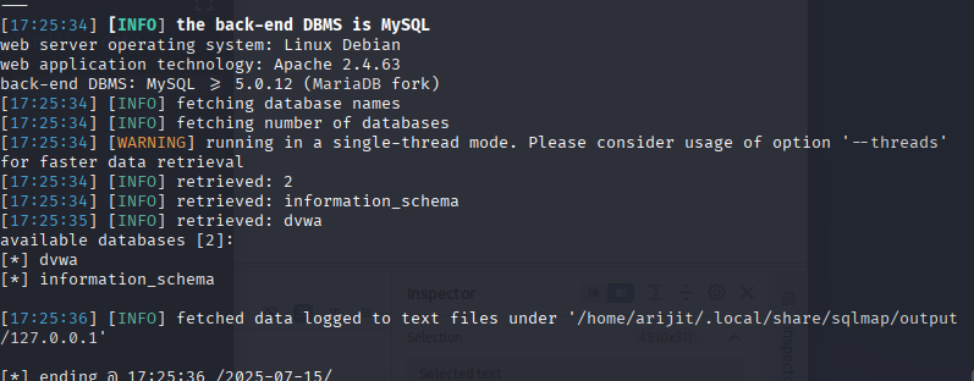 [17:25:34] [INFO] the back-end DBMS is MySQL
web server operating system: Linux Debian
web application technology: Apache 2.4.63
back-end DBMS: MySQL ≥ 5.0.12 (MariaDB fork)
[17:25:34] [INFO] fetching database names
[17:25:34] [INFO] fetching number of databases
[17:25:34] [WARNING] running in a single-thread mode. Please consider usage of option '--threads'
for faster data retrieval
[17:25:34] [INFO] retrieved: 2
[17:25:34] [INFO] retrieved: information_schema
[17:25:35] [INFO] retrieved: dvwa
available databases [2]:
[*] dvwa
[*] information_schema
Inspector
[17:25:36] [INFO] fetched data logged to text files under '/home/arijit/.local/share/sqlmap/output
/127.0.0.1'
Selection
Selected text
[*] ending @ 17:25:36 /2025-07-15/